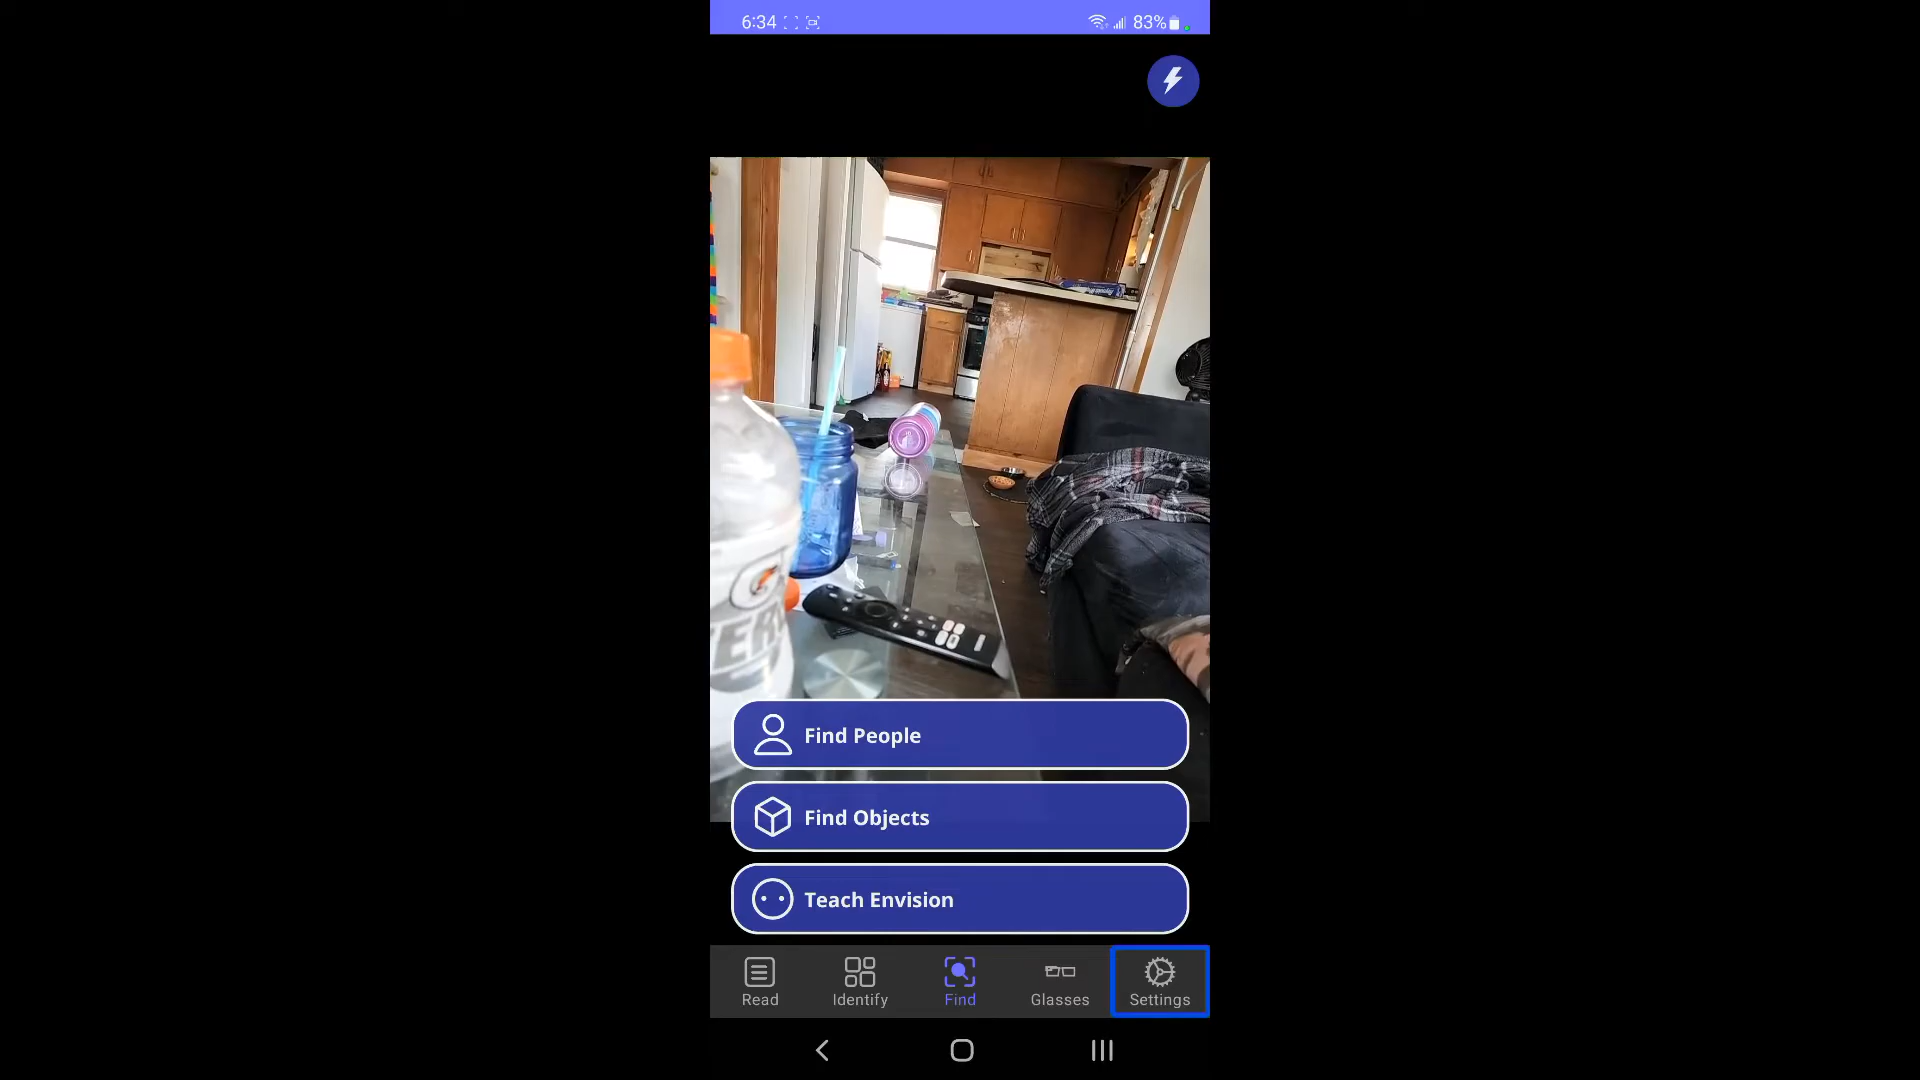 6:34
83%
Find People
Find Objects
Teach Envision
Read
Identify
Find
Glasses
Settings